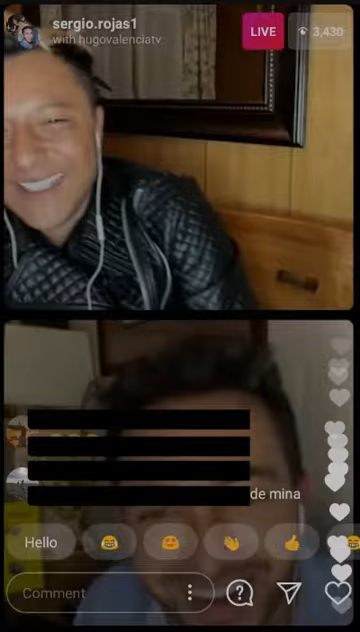 sergio.rojas1
with hugovalenciatv
LIVE
3,430
de mina
Hello
Comment